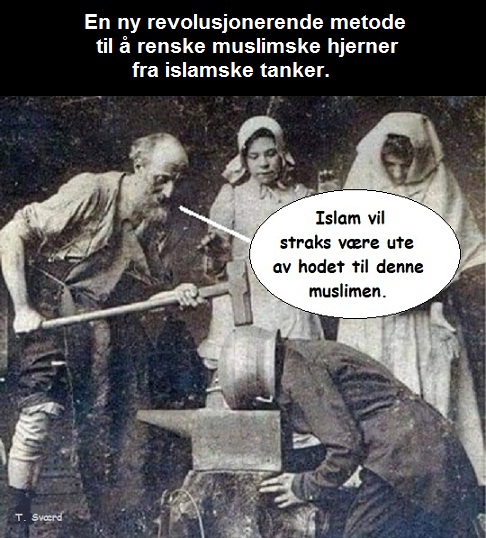 En ny revolusjonerende metode
til å renske muslimske hjerner
fra islamske tanker.
Islam vil
straks være ute
av hodet til denne
muslimen.
T. Sværd